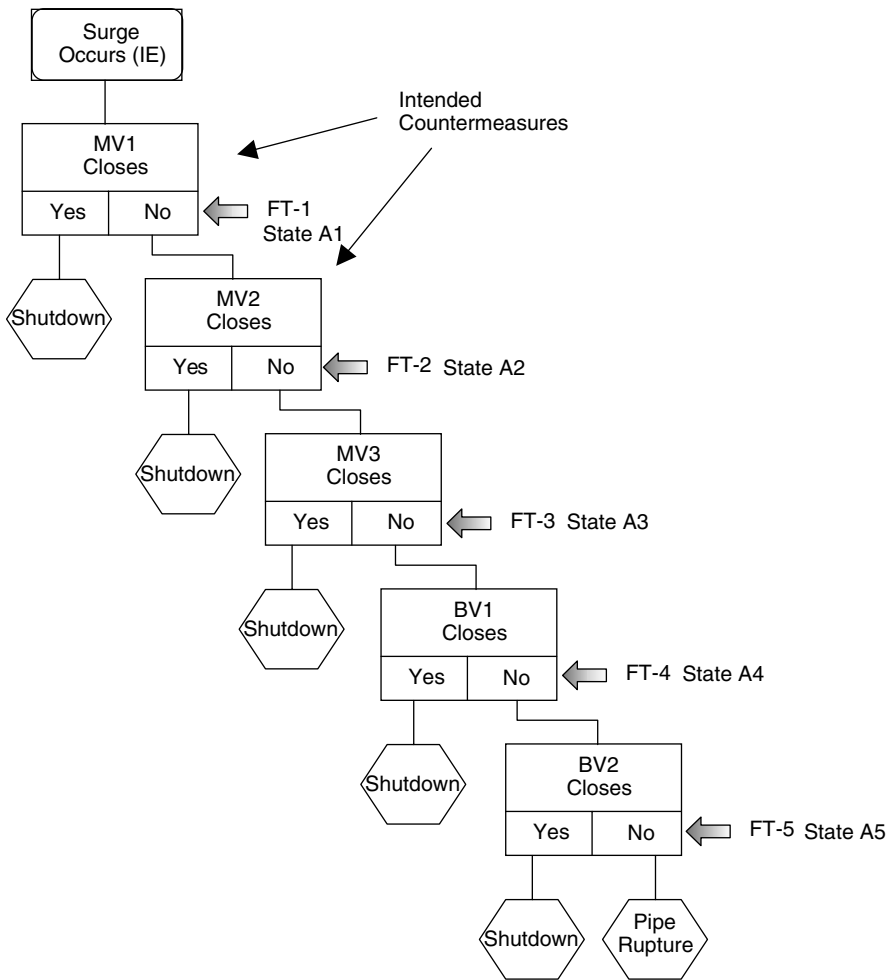 Surge
Occurs (IE)
Intended
Countermeasures
MV1
Closes
Yes No
FT-1
State A1
Shutdown
MV2
Closes
Yes No
FT-2 State A2
Shutdown
MV3
Closes
Yes No
FT-3 State A3
Shutdown
BV1
Closes
Yes No
FT-4 State A4
Shutdown
BV2
Closes
Yes No
FT-5 State A5
Shutdown
Pipe
Rupture